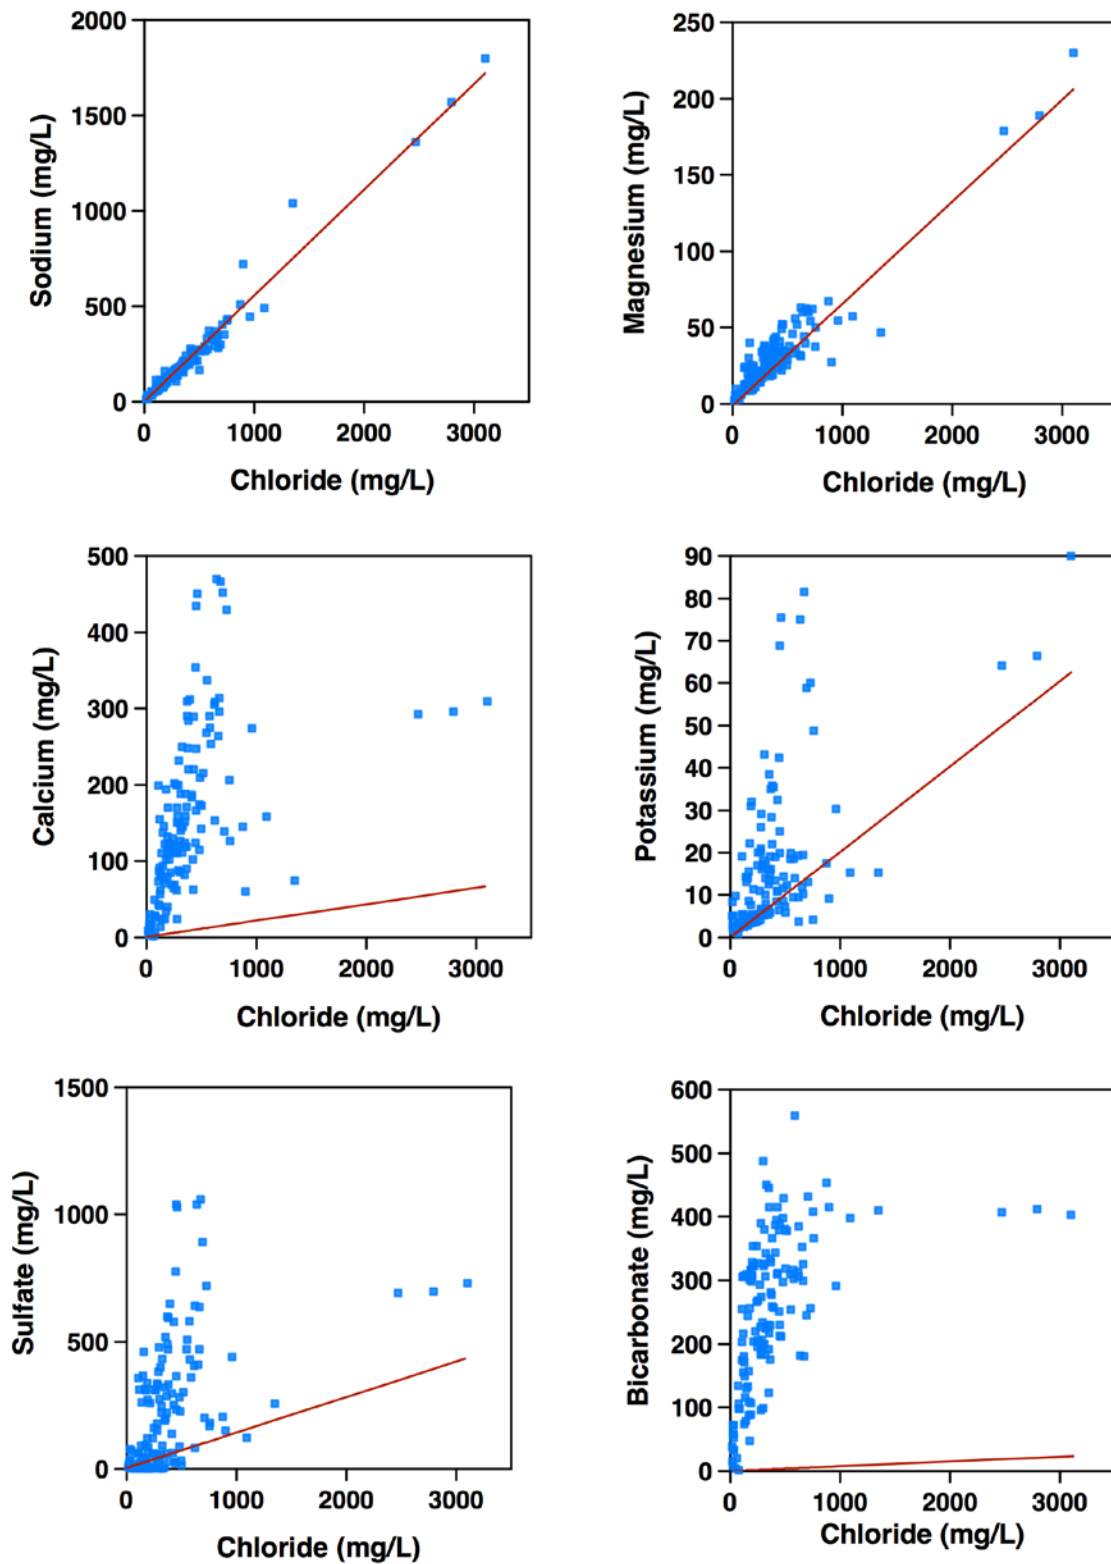 2000
1500
1000
500
0
Sodium (mg/L)
0 1000 2000 3000
Chloride (mg/L)
250
200
150
100
50
0
Magnesium (mg/L)
0 1000 2000 3000
Chloride (mg/L)
500
400
300
200
100
0
Calcium (mg/L)
0 1000 2000 3000
Chloride (mg/L)
90
80
70
60
50
40
30
20
10
0
Potassium (mg/L)
0 1000 2000 3000
Chloride (mg/L)
1500
1000
500
0
Sulfate (mg/L)
0 1000 2000 3000
Chloride (mg/L)
600
500
400
300
200
100
0
Bicarbonate (mg/L)
0 1000 2000 3000
Chloride (mg/L)